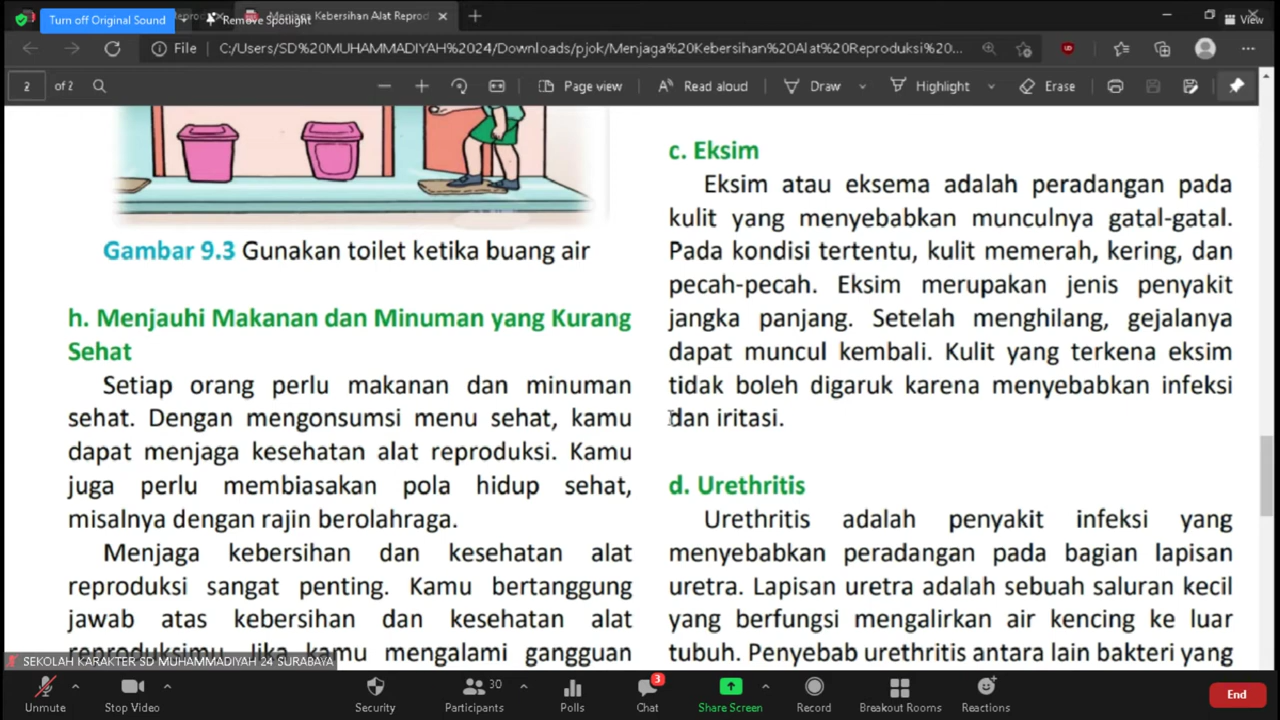 Turn off Original Sound
Remove Spotlight
Menjaga Kebersihan Alat Reprod
View
File
C:/Users/SD%20MUHAMMADIYAH%2024/Downloads/pjok/Menjaga%20Kebersihan%20Alat%20Reproduksi%20...
2 of 2
Page view
Read aloud
Draw
Highlight
Erase
Gambar 9.3 Gunakan toilet ketika buang air
h. Menjauhi Makanan dan Minuman yang Kurang
Sehat
Setiap orang perlu makanan dan minuman
sehat. Dengan mengonsumsi menu sehat, kamu
dapat menjaga kesehatan alat reproduksi. Kamu
juga perlu membiasakan pola hidup sehat,
misalnya dengan rajin berolahraga.
Menjaga kebersihan dan kesehatan alat
reproduksi sangat penting. Kamu bertanggung
jawab atas kebersihan dan kesehatan alat
reproduksimu. Jika kamu mengalami gangguan
c. Eksim
Eksim atau eksema adalah peradangan pada
kulit yang menyebabkan munculnya gatal-gatal.
Pada kondisi tertentu, kulit memerah, kering, dan
pecah-pecah. Eksim merupakan jenis penyakit
jangka panjang. Setelah menghilang, gejalanya
dapat muncul kembali. Kulit yang terkena eksim
tidak boleh digaruk karena menyebabkan infeksi
dan iritasi.
d. Urethritis
Urethritis adalah penyakit infeksi yang
menyebabkan peradangan pada bagian lapisan
uretra. Lapisan uretra adalah sebuah saluran kecil
yang berfungsi mengalirkan air kencing ke luar
tubuh. Penyebab urethritis antara lain bakteri yang
SEKOLAH KARAKTER SD MUHAMMADIYAH 24 SURABAYA
Unmute
Stop Video
Security
30
Participants
Polls
3
Chat
Share Screen
Record
Breakout Rooms
Reactions
End